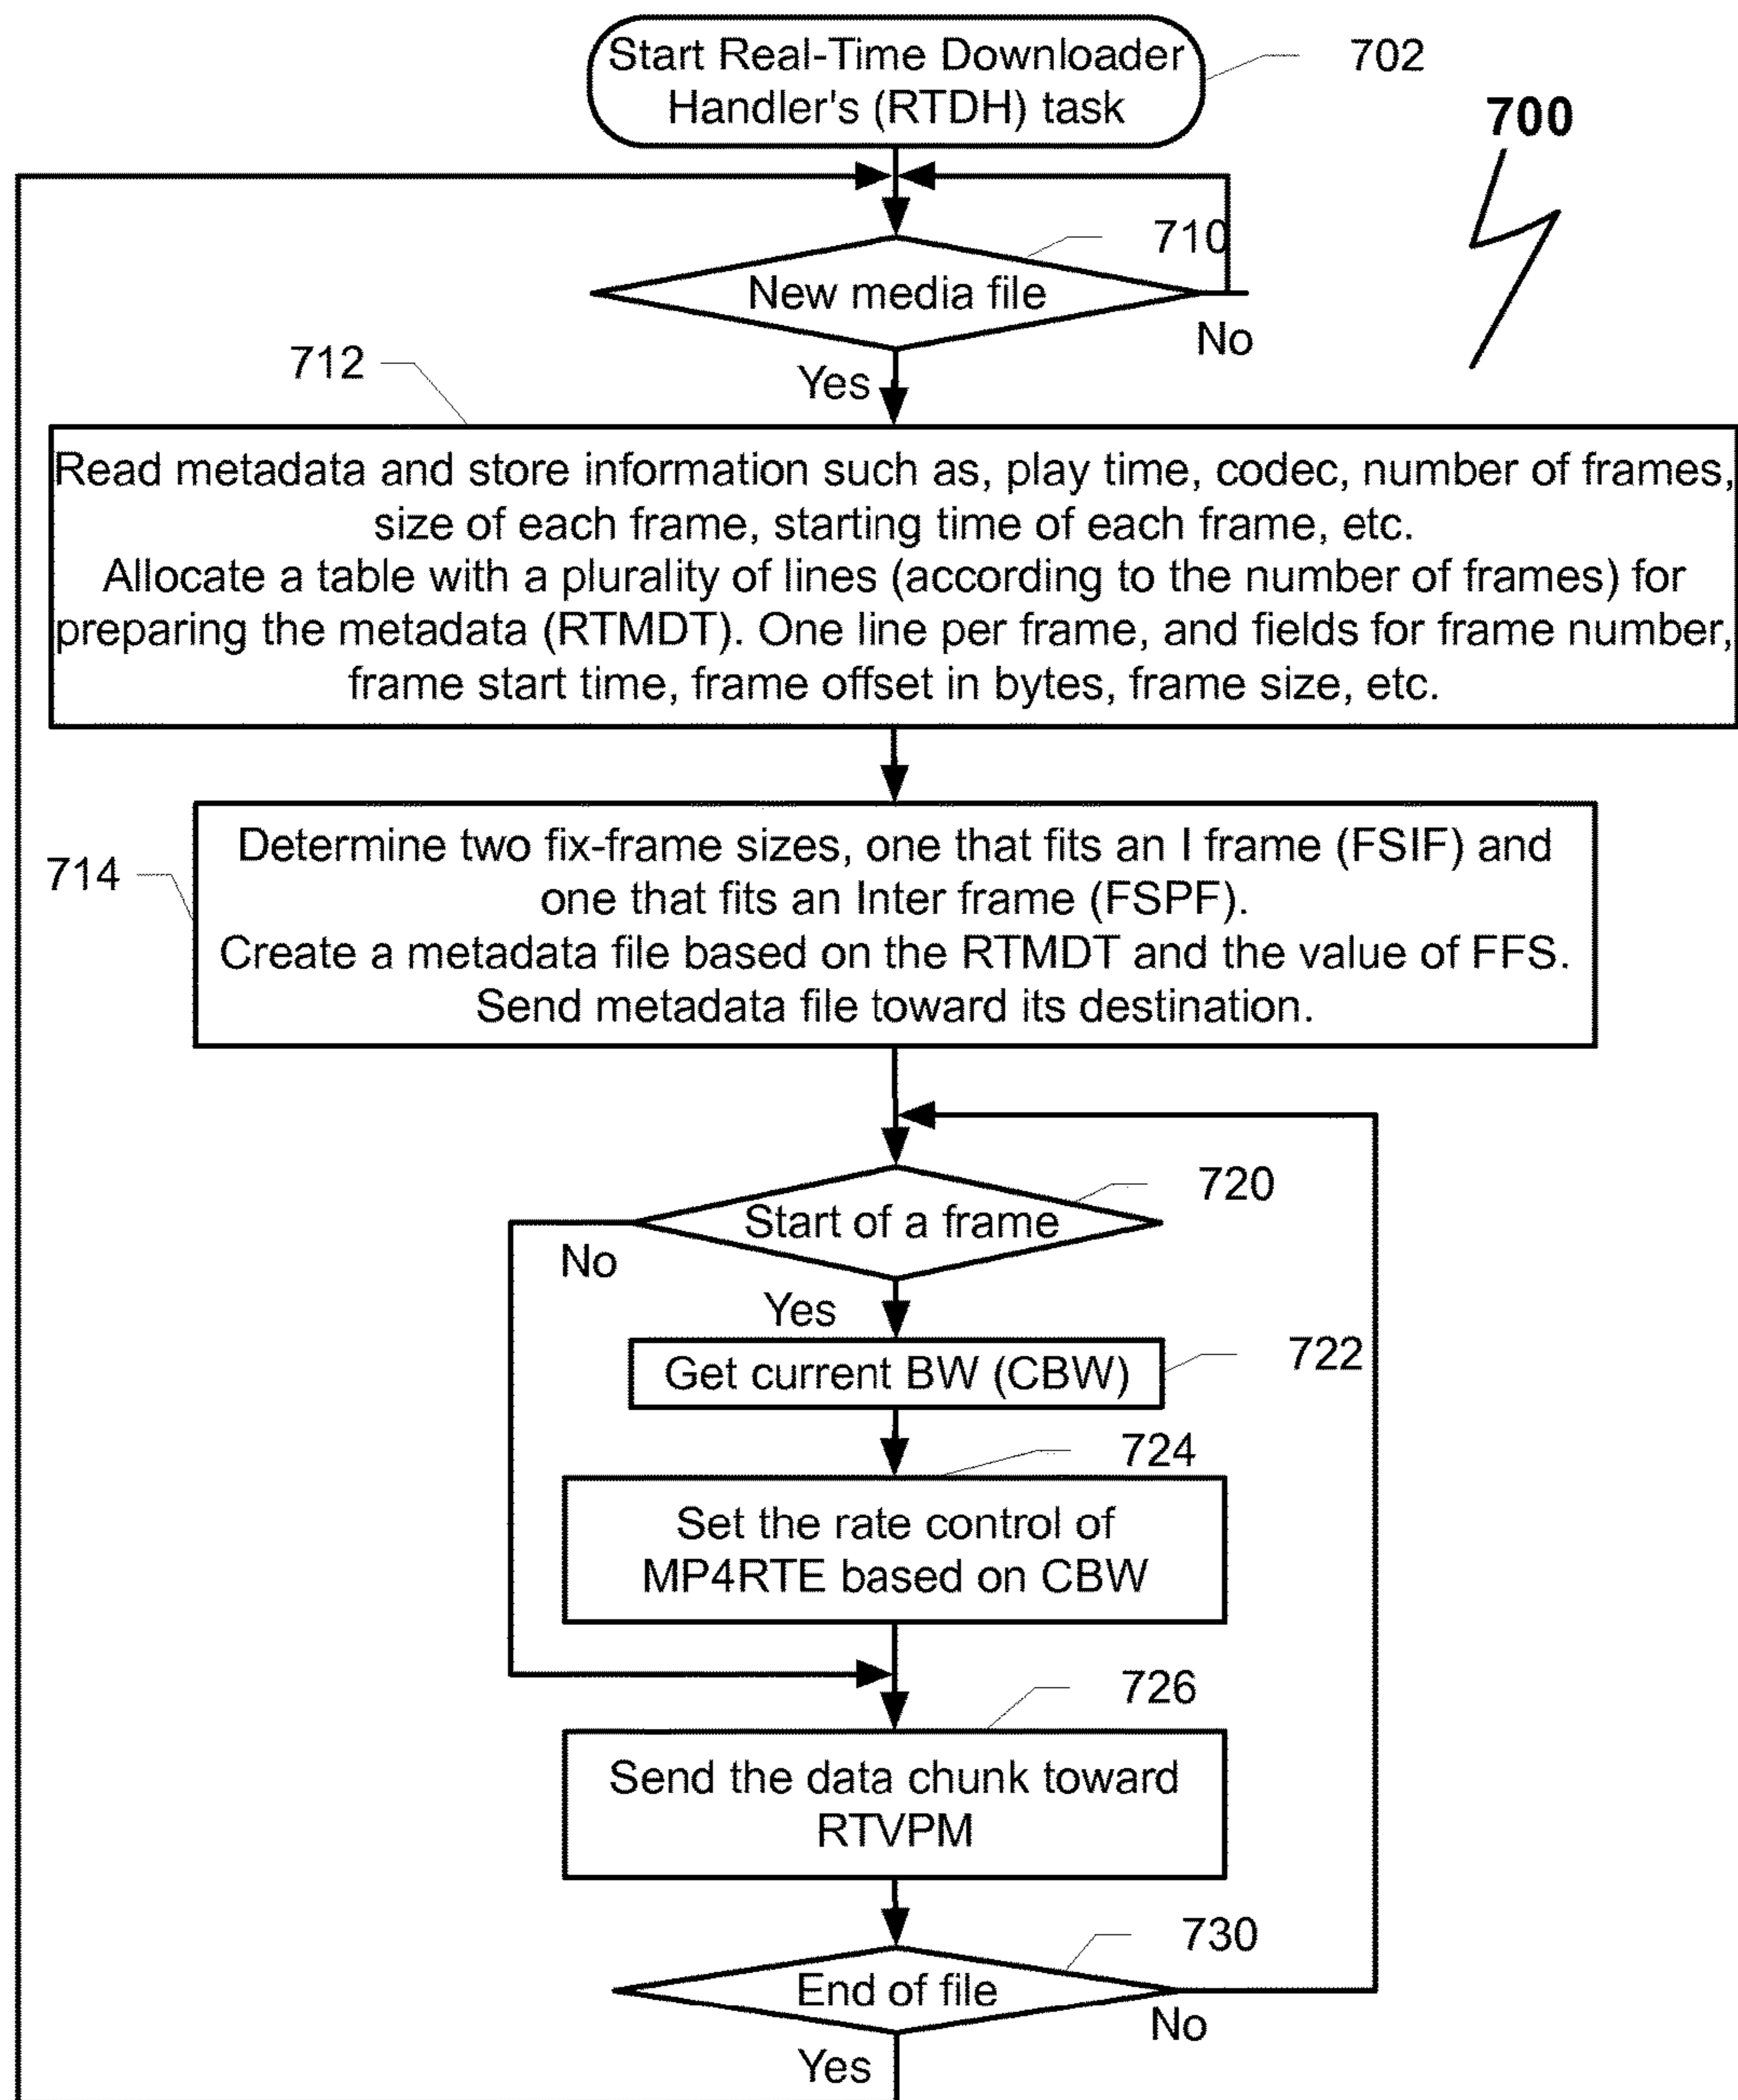 Start Real-Time Downloader
Handler's (RTDH) task
702
700
710
New media file
No
Yes
712
Read metadata and store information such as, play time, codec, number of frames,
size of each frame, starting time of each frame, etc.
Allocate a table with a plurality of lines (according to the number of frames) for
preparing the metadata (RTMDT). One line per frame, and fields for frame number,
frame start time, frame offset in bytes, frame size, etc.
714
Determine two fix-frame sizes, one that fits an I frame (FSIF) and
one that fits an Inter frame (FSPF).
Create a metadata file based on the RTMDT and the value of FFS.
Send metadata file toward its destination.
720
Start of a frame
No
Yes
722
Get current BW (CBW)
724
Set the rate control of
MP4RTE based on CBW
726
Send the data chunk toward
RTVPM
730
End of file
No
Yes